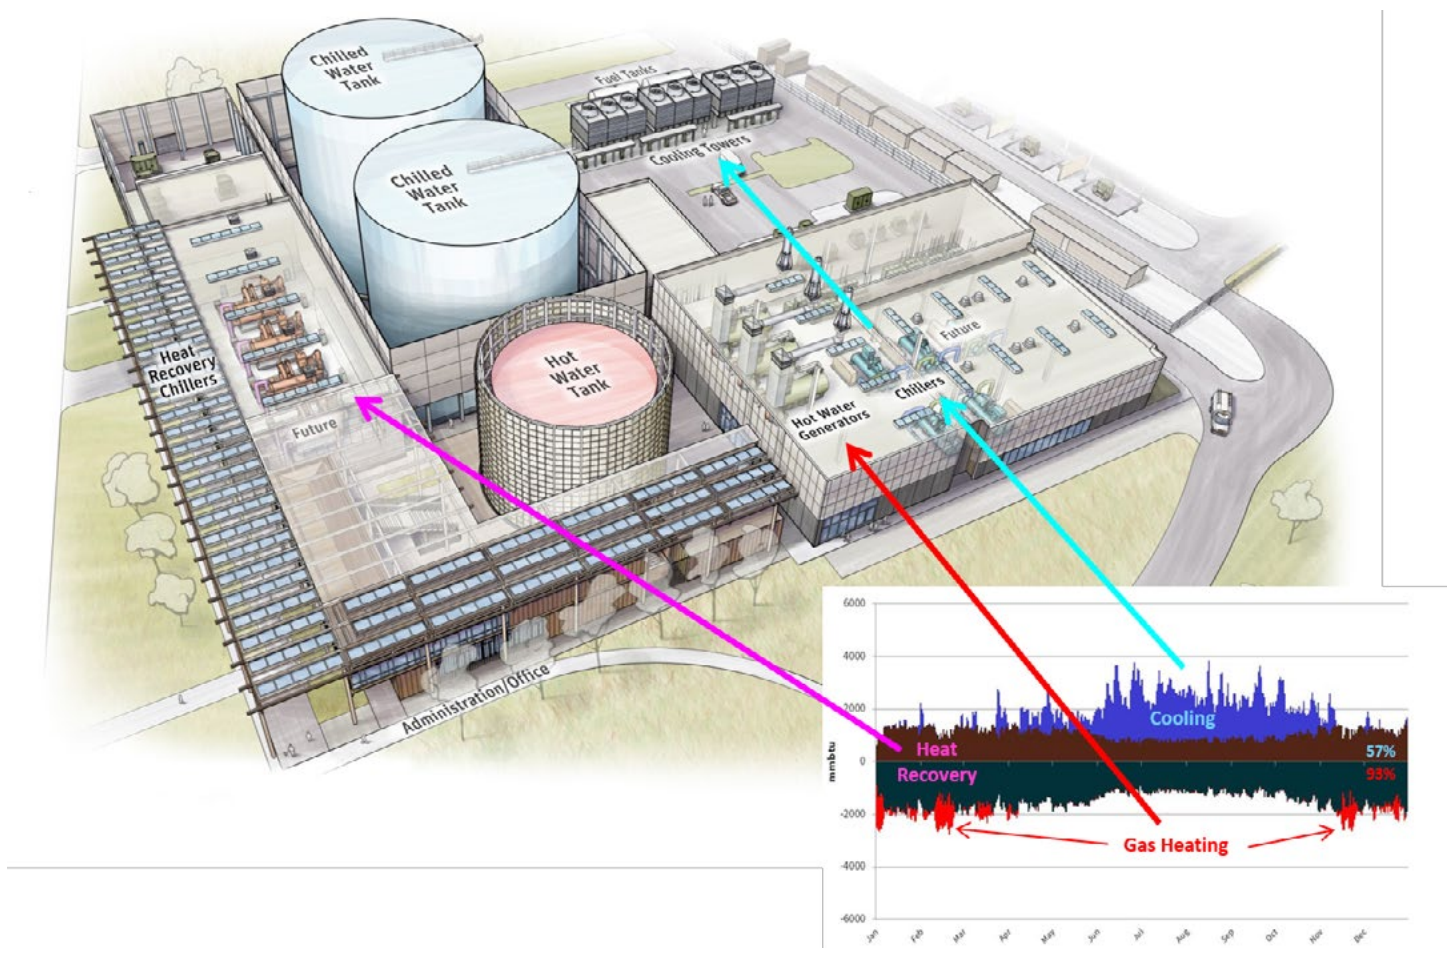 Chilled
Water
Tank
Fuel Tanks
Chilled
Water
Tank
Cooling Towers
Heat
Recovery
Chillers
Future
Hot
Water
Tank
Future
Chillers
Hot Water
Generators
Administration/Office
6000
4000
2000
0
-2000
-4000
-6000
mmbtu
Cooling
Heat
Recovery
57%
93%
Gas Heating
Jan
Feb
Mar
Apr
May
Jun
Jul
Aug
Sep
Oct
Nov
Dec